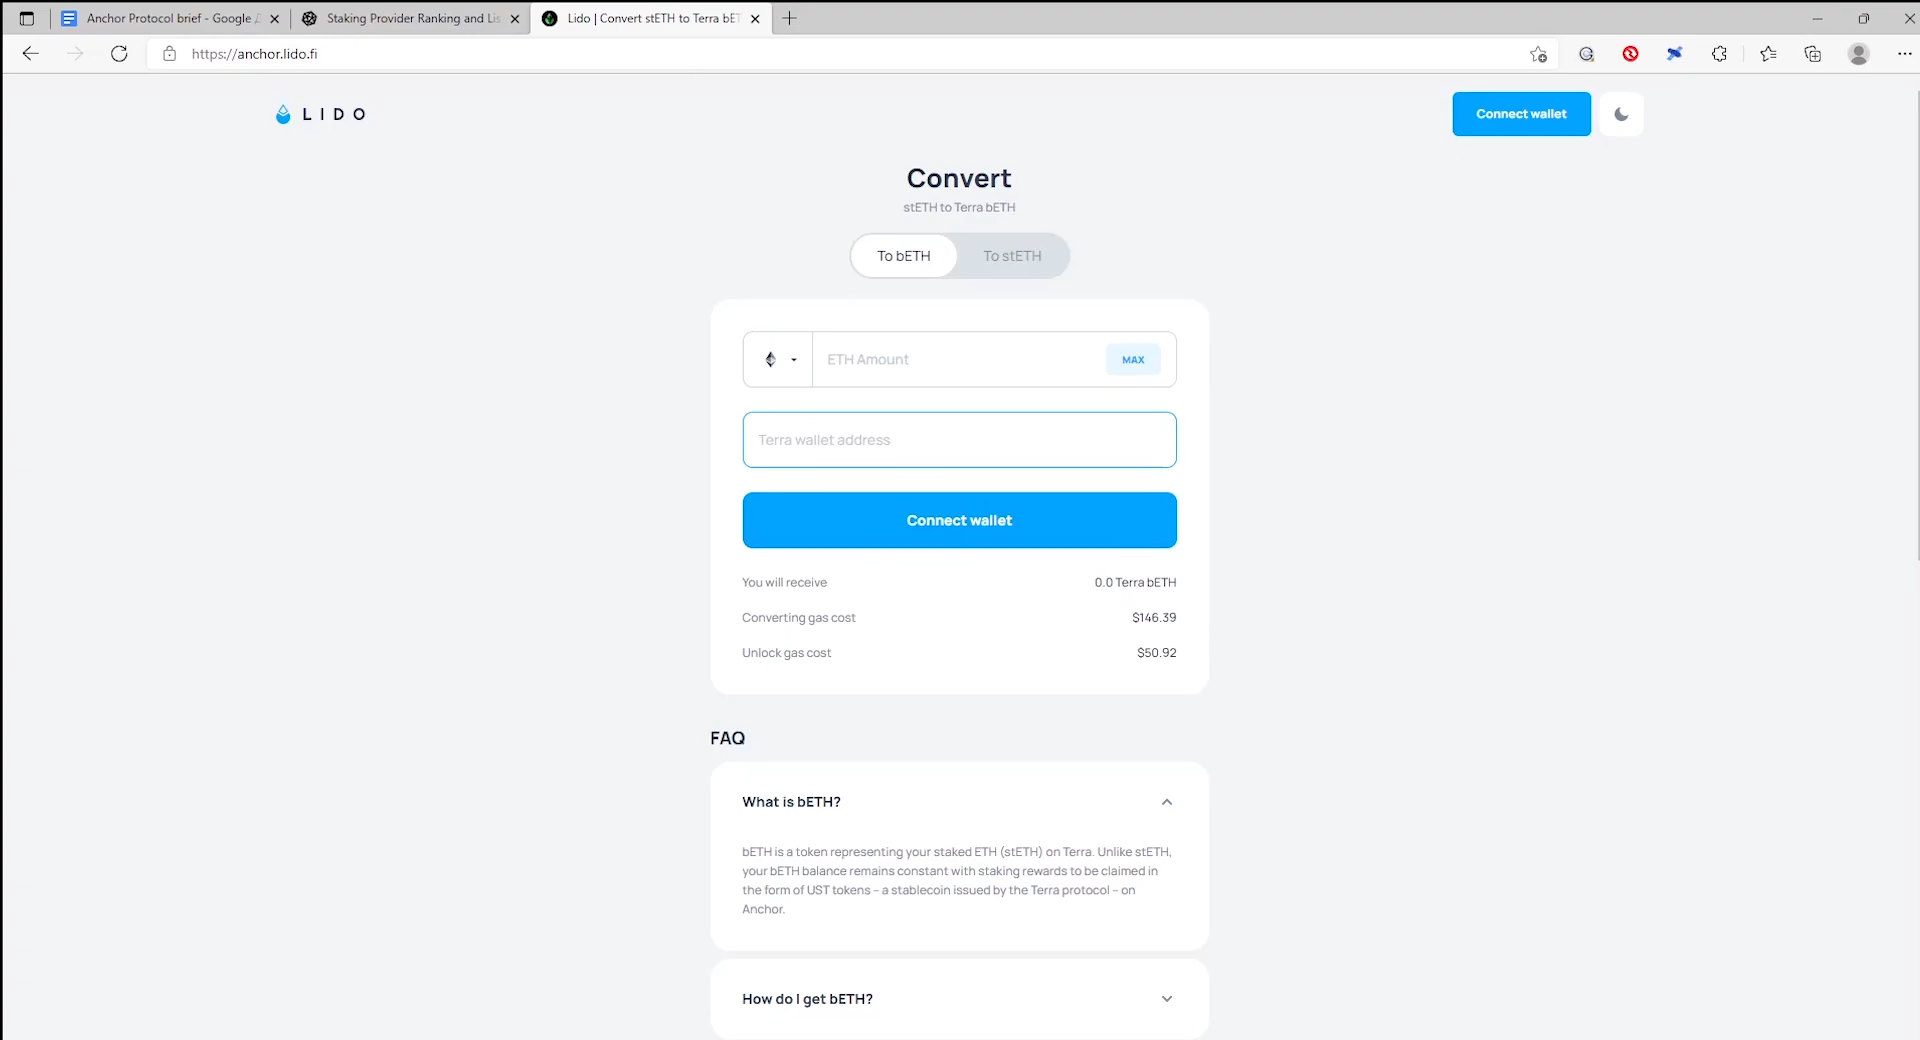 Anchor Protocol brief - Google Д
Staking Provider Ranking and Lis
Lido | Convert stETH to Terra bET
https://anchor.lido.fi
LIDO
Connect wallet
Convert
stETH to Terra bETH
To bETH
To stETH
ETH Amount
MAX
Terra wallet address
Connect wallet
You will receive
0.0 Terra bETH
Converting gas cost
$146.39
Unlock gas cost
$50.92
FAQ
What is bETH?
bETH is a token representing your staked ETH (stETH) on Terra. Unlike stETH,
your bETH balance remains constant with staking rewards to be claimed in
the form of UST tokens – a stablecoin issued by the Terra protocol – on
Anchor.
How do I get bETH?